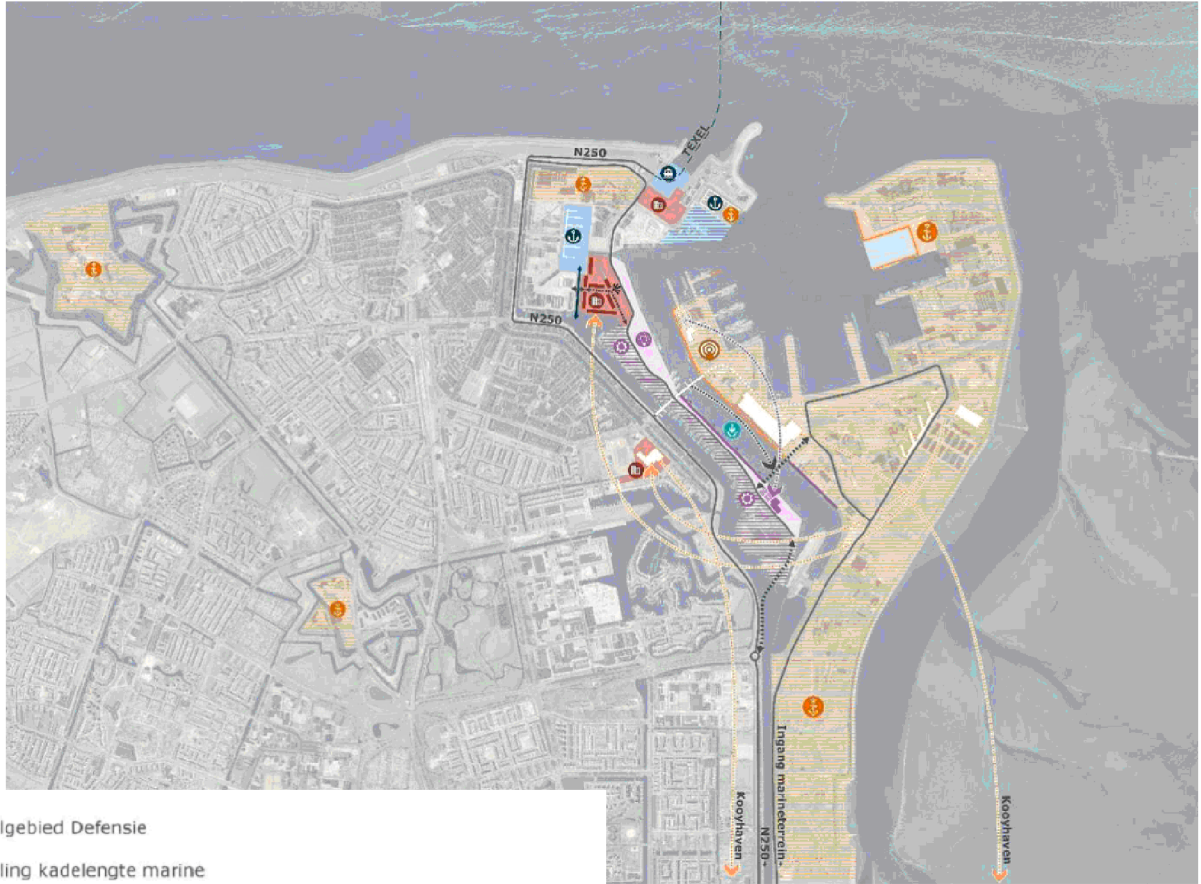 TEXEL
N250
N250
Ingang marineterrein
Kooyhaven
N250
Kooyhaven
lgebied Defensie
ling kadelengte marine